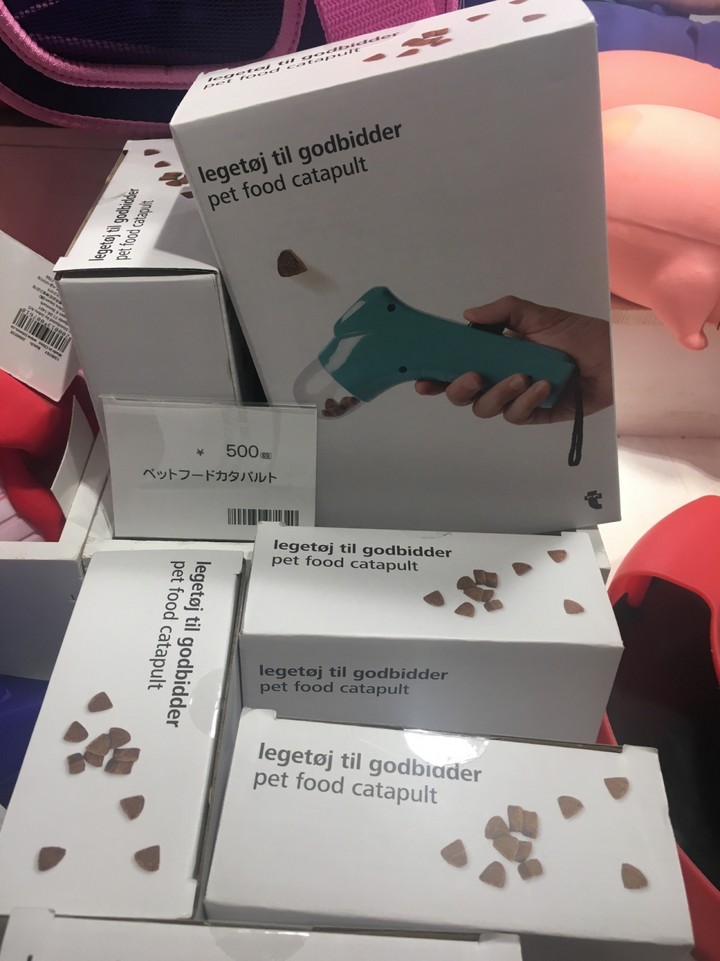 legetøj til godbidder
pet food catapult
legetøj til godbidder
pet food catapult
legetøj til godbidder
pet food catapult
¥ 500
ペットフードカタパルト
legetøj til godbidder
pet food catapult
legetøj til godbidder
pet food catapult
legetøj til godbidder
pet food catapult
legetøj til godbidder
pet food catapult